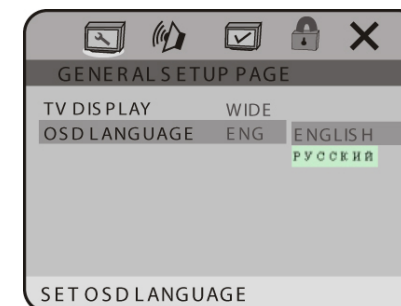 GENERAL SETUP PAGE
TV DISPLAY WIDE
OSD LANGUAGE ENG ENGLISH
РУССКИЙ
SET OSD LANGUAGE